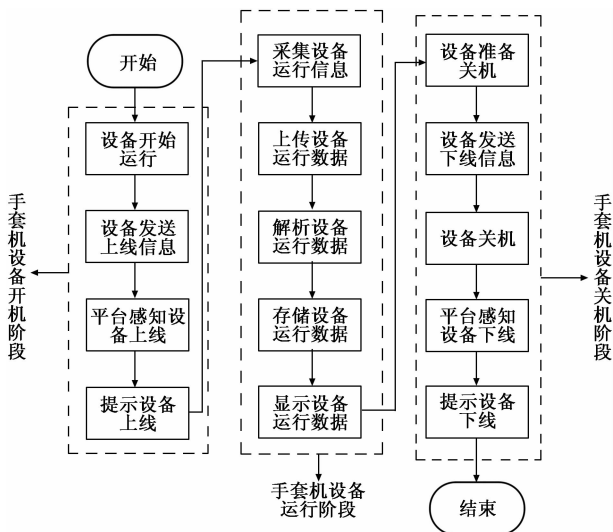 开始
设备开始
运行
设备发送
上线信息
平台感知设
备上线
提示设备
上线
手套机设备开机阶段
采集设备
运行信息
上传设备
运行数据
解析设备
运行数据
存储设备
运行数据
显示设备
运行数据
手套机设备
运行阶段
设备准备
关机
设备发送
下线信息
设备关机
平台感知
设备下线
提示设备
下线
结束
手套机设备关机阶段